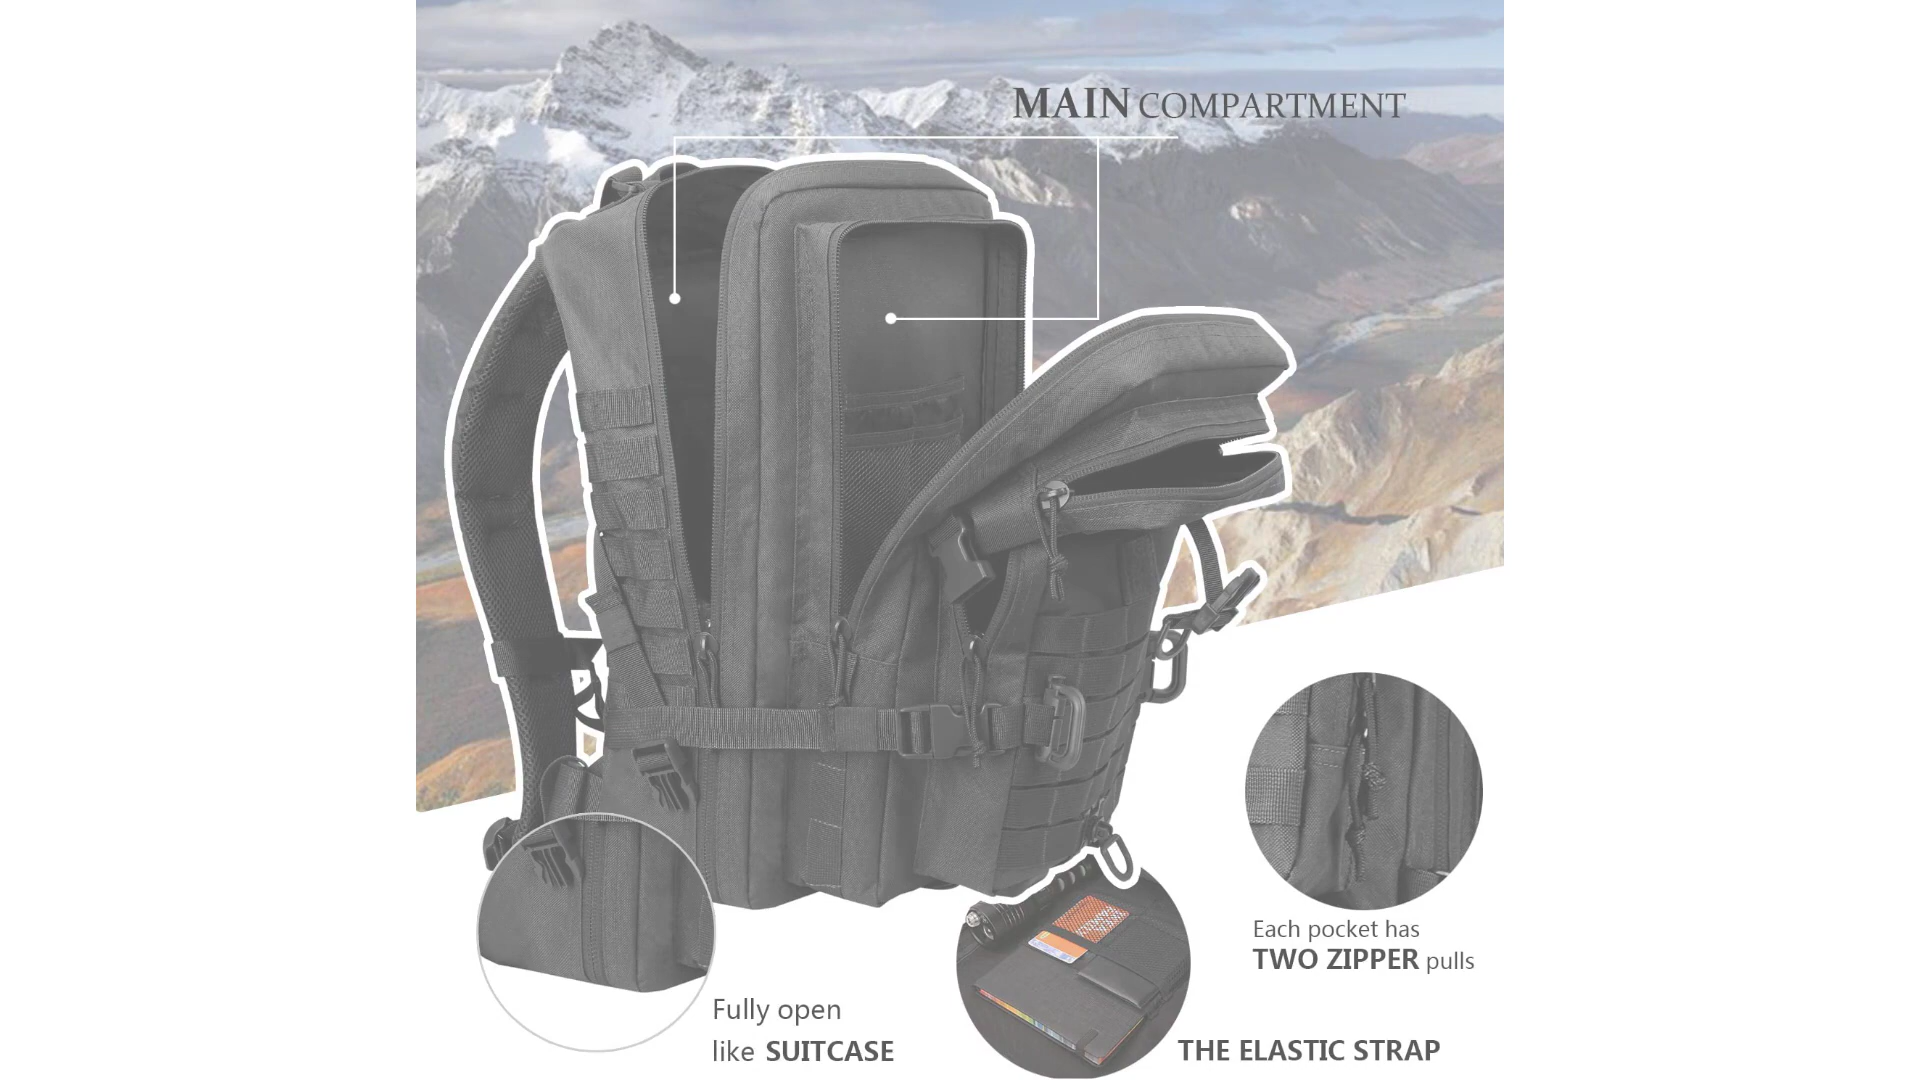 MAIN COMPARTMENT
Each pocket has
TWO ZIPPER pulls
Fully open
like SUITCASE
THE ELASTIC STRAP